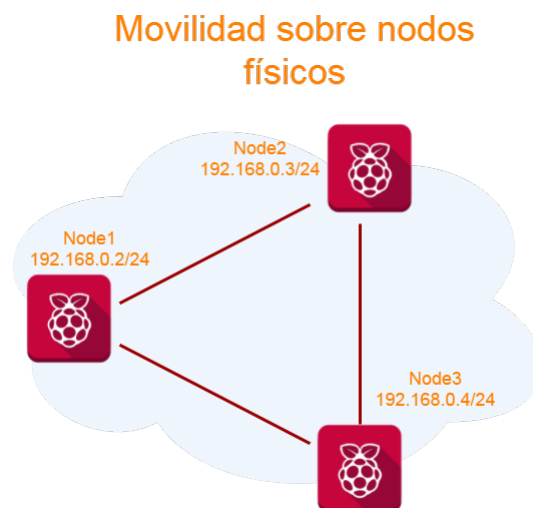 Movilidad sobre nodos
físicos
Node2
192.168.0.3/24
Node1
192.168.0.2/24
Node3
192.168.0.4/24